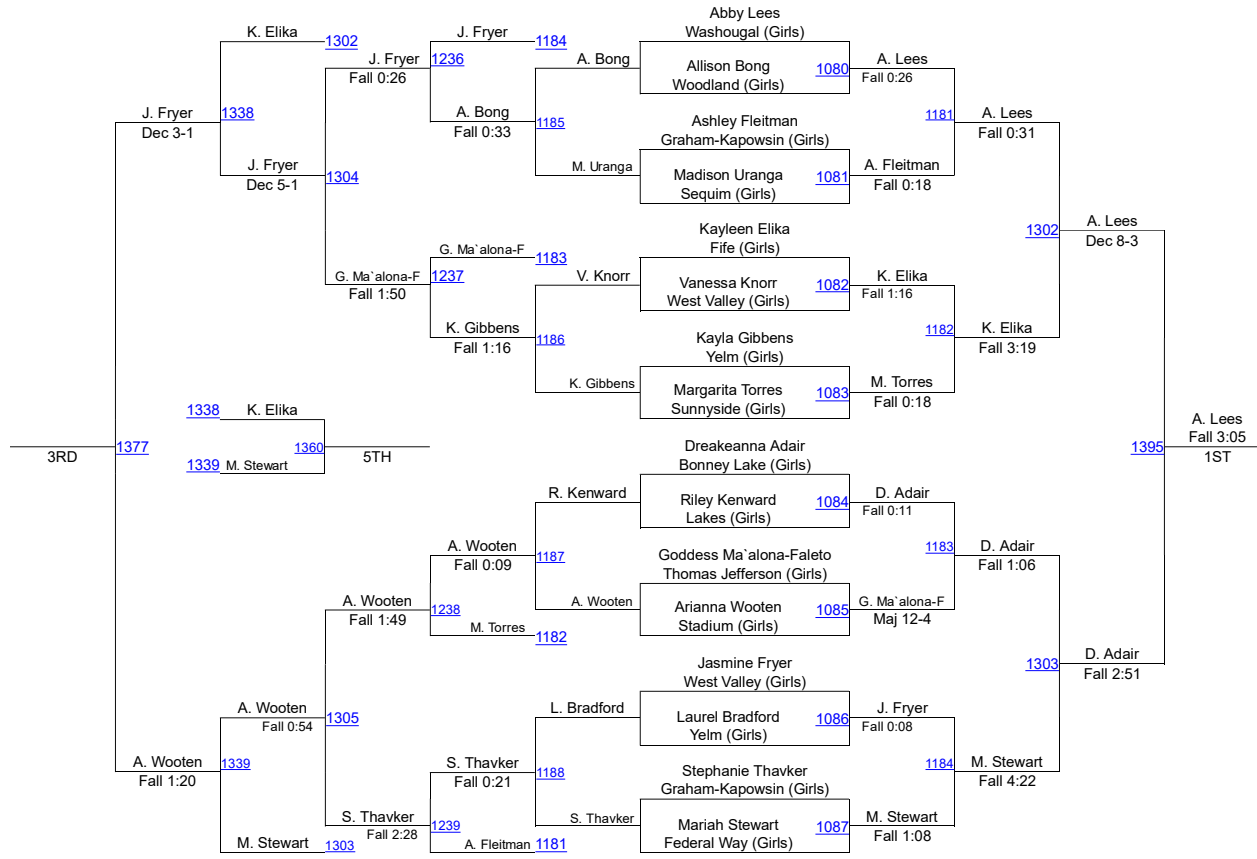 Abby Lees
Washougal (Girls)
Allison Bong
Woodland (Girls)
1080
A. Lees
Fall 0:26
Ashley Fleitman
Graham-Kapowsin (Girls)
Madison Uranga
Sequim (Girls)
1081
A. Fleitman
Fall 0:18
1181
A. Lees
Fall 0:31
Kayleen Elika
Fife (Girls)
Vanessa Knorr
West Valley (Girls)
1082
K. Elika
Fall 1:16
Kayla Gibbens
Yelm (Girls)
Margarita Torres
Sunnyside (Girls)
1083
M. Torres
Fall 0:18
1182
K. Elika
Fall 3:19
1302
A. Lees
Dec 8-3
Dreakeanna Adair
Bonney Lake (Girls)
Riley Kenward
Lakes (Girls)
1084
D. Adair
Fall 0:11
Goddess Ma`alona-Faleto
Thomas Jefferson (Girls)
Arianna Wooten
Stadium (Girls)
1085
G. Ma`alona-F
Maj 12-4
1183
D. Adair
Fall 1:06
Jasmine Fryer
West Valley (Girls)
Laurel Bradford
Yelm (Girls)
1086
J. Fryer
Fall 0:08
Stephanie Thavker
Graham-Kapowsin (Girls)
Mariah Stewart
Federal Way (Girls)
1087
M. Stewart
Fall 1:08
1184
M. Stewart
Fall 4:22
1303
D. Adair
Fall 2:51
1395
A. Lees
Fall 3:05
1ST
A. Bong
M. Uranga
1185
J. Fryer
1184
A. Bong
Fall 0:33
1236
J. Fryer
Fall 0:26
V. Knorr
K. Gibbens
1186
G. Ma`alona-F
1183
K. Gibbens
Fall 1:16
1237
G. Ma`alona-F
Fall 1:50
1304
K. Elika
1302
J. Fryer
Dec 5-1
1338
J. Fryer
Dec 3-1
1338
K. Elika
1339
M. Stewart
1360
5TH
3RD
1377
R. Kenward
A. Wooten
1187
A. Wooten
Fall 0:09
M. Torres
1182
1238
A. Wooten
Fall 1:49
L. Bradford
S. Thavker
1188
S. Thavker
Fall 0:21
A. Fleitman
1181
1239
S. Thavker
Fall 2:28
1305
A. Wooten
Fall 0:54
M. Stewart
1303
1339
A. Wooten
Fall 1:20